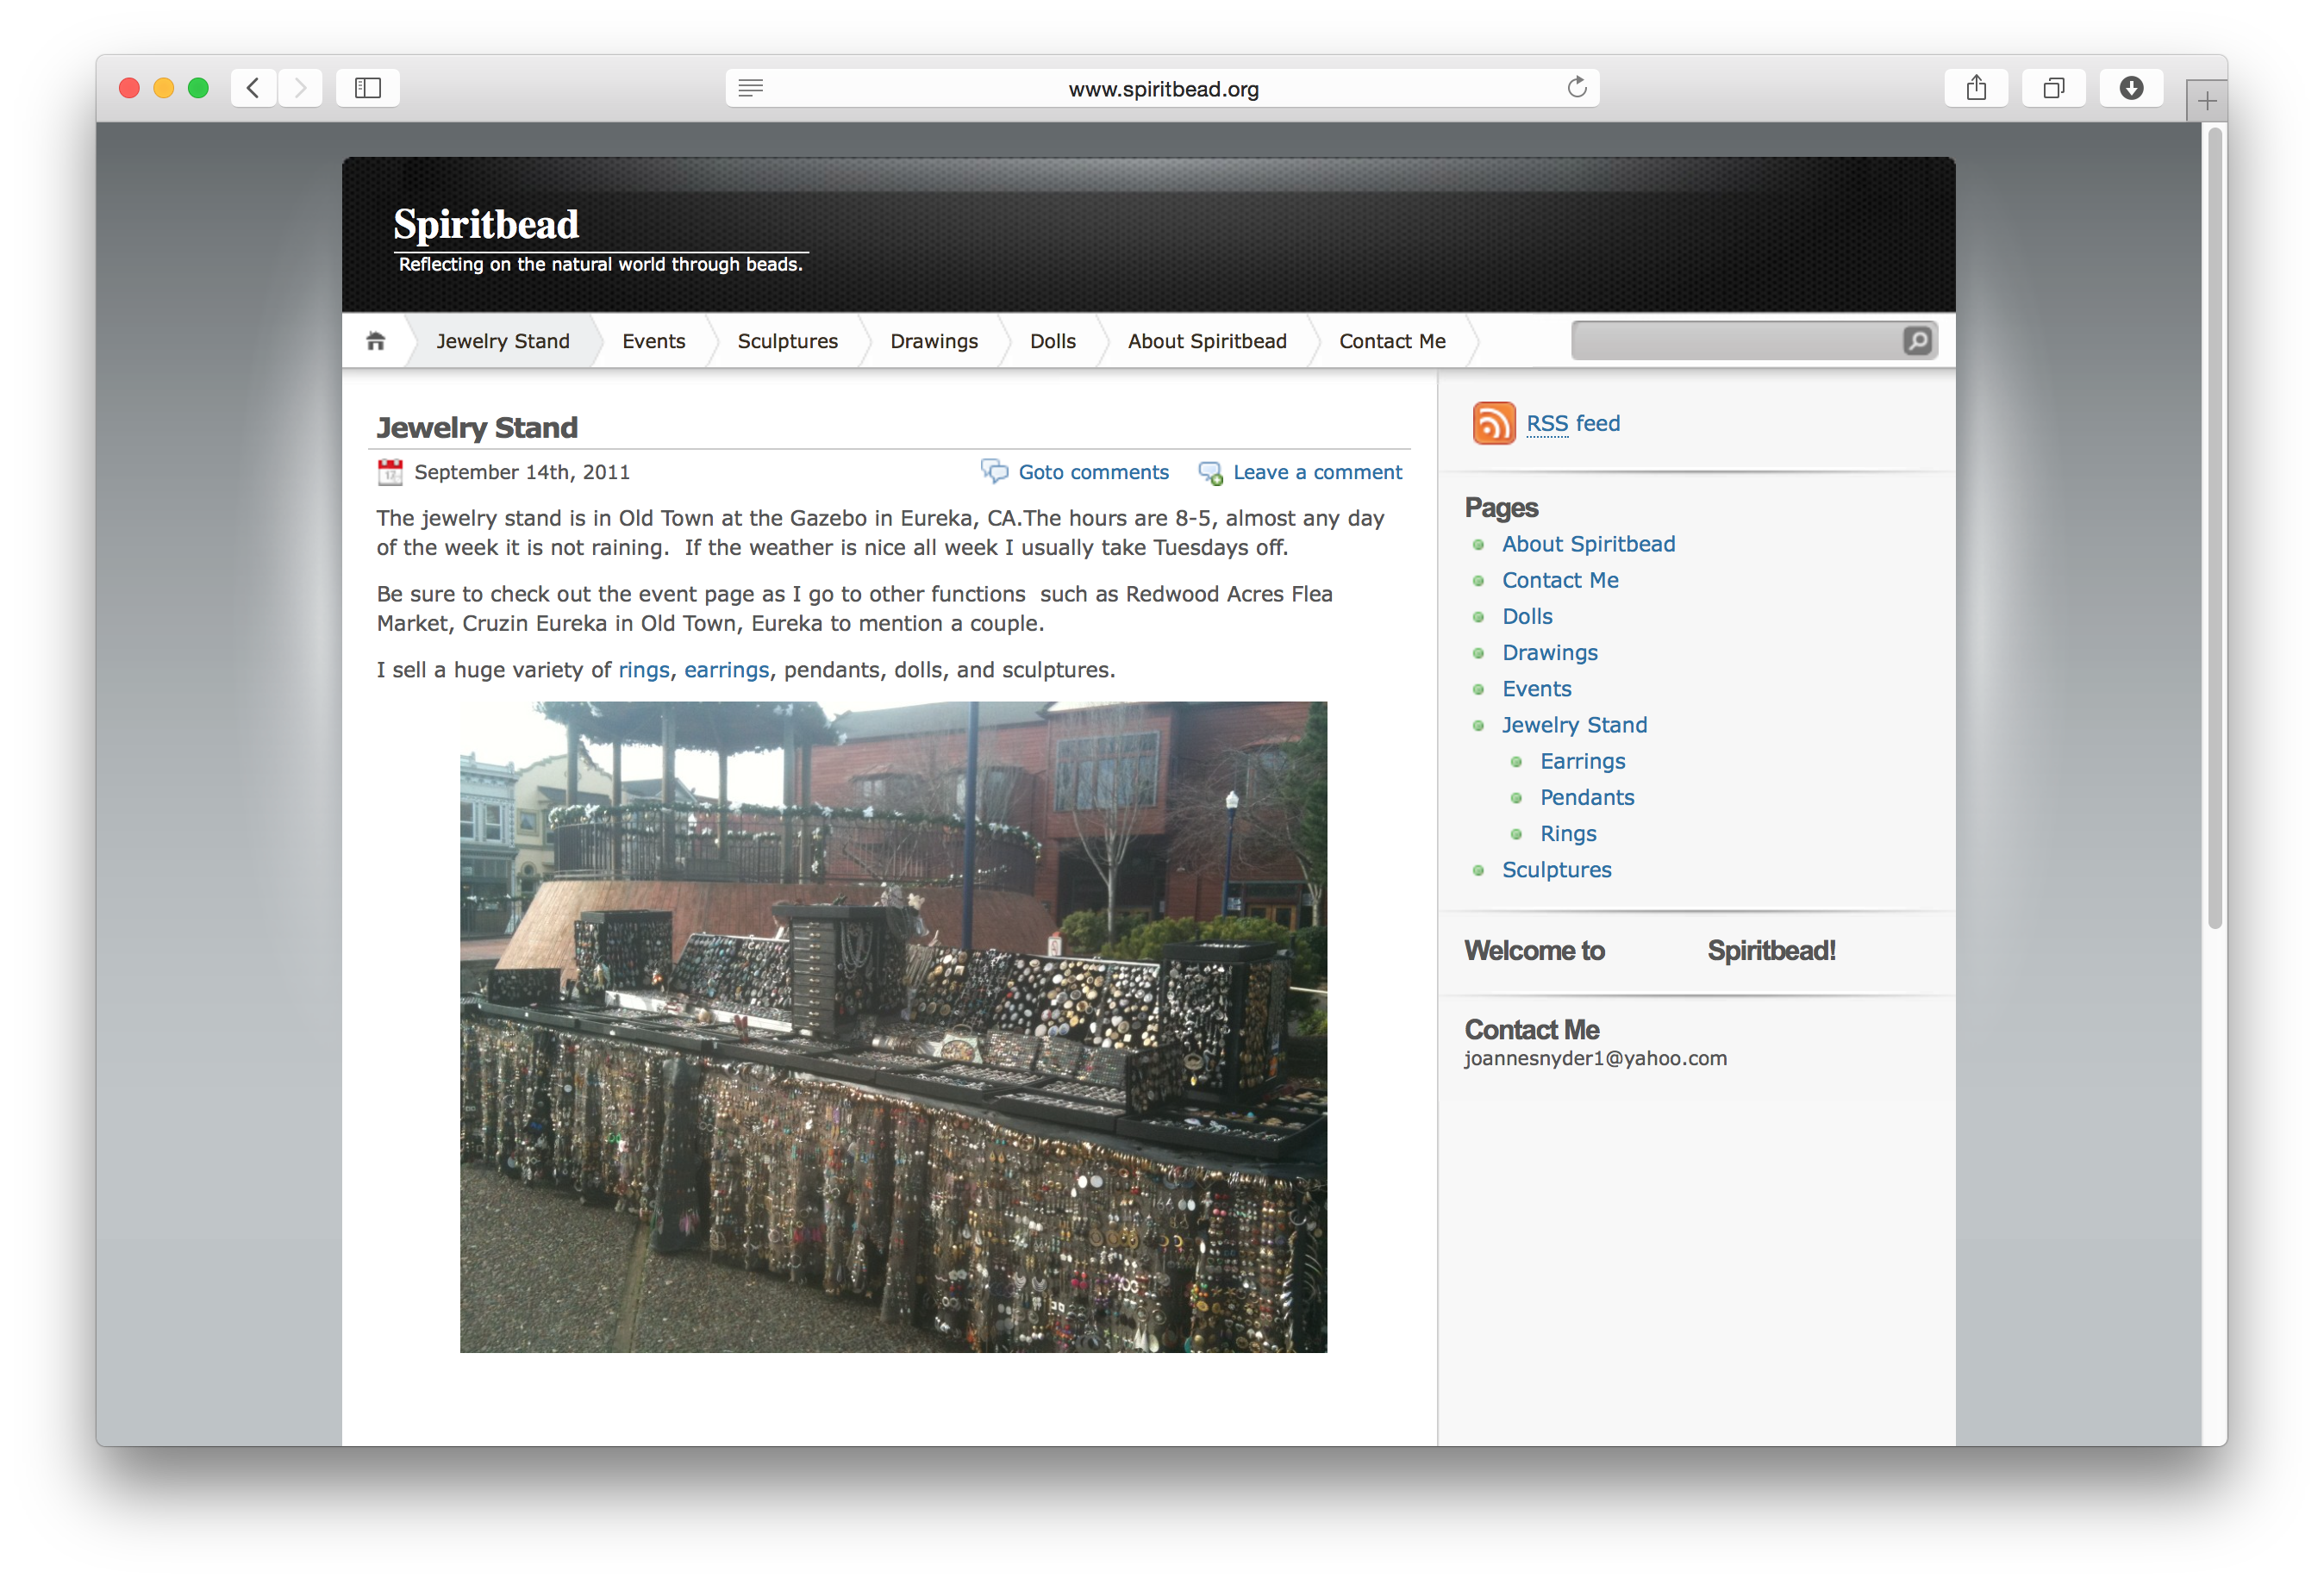 www.spiritbead.org
Spiritbead
Reflecting on the natural world through beads.
Jewelry Stand
Events
Sculptures
Drawings
Dolls
About Spiritbead
Contact Me
Jewelry Stand
September 14th, 2011
Goto comments
Leave a comment
The jewelry stand is in Old Town at the Gazebo in Eureka, CA.The hours are 8-5, almost any day
of the week it is not raining.  If the weather is nice all week I usually take Tuesdays off.
Be sure to check out the event page as I go to other functions  such as Redwood Acres Flea
Market, Cruzin Eureka in Old Town, Eureka to mention a couple.
I sell a huge variety of rings, earrings, pendants, dolls, and sculptures.
RSS feed
Pages
About Spiritbead
Contact Me
Dolls
Drawings
Events
Jewelry Stand
Earrings
Pendants
Rings
Sculptures
Welcome to Spiritbead!
Contact Me
joannesnyder1@yahoo.com